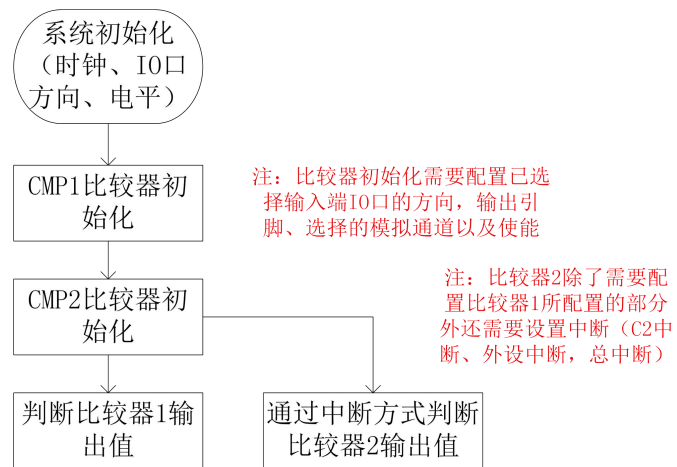 系统初始化
（时钟、IO口
方向、电平）
CMP1比较器初
始化
注：比较器初始化需要配置已选
择输入端IO口的方向，输出引
脚、选择的模拟通道以及使能
CMP2比较器初
始化
注：比较器2除了需要配
置比较器1所配置的部分
外还需要设置中断（C2中
断、外设中断，总中断）
判断比较器1输
出值
通过中断方式判断
比较器2输出值